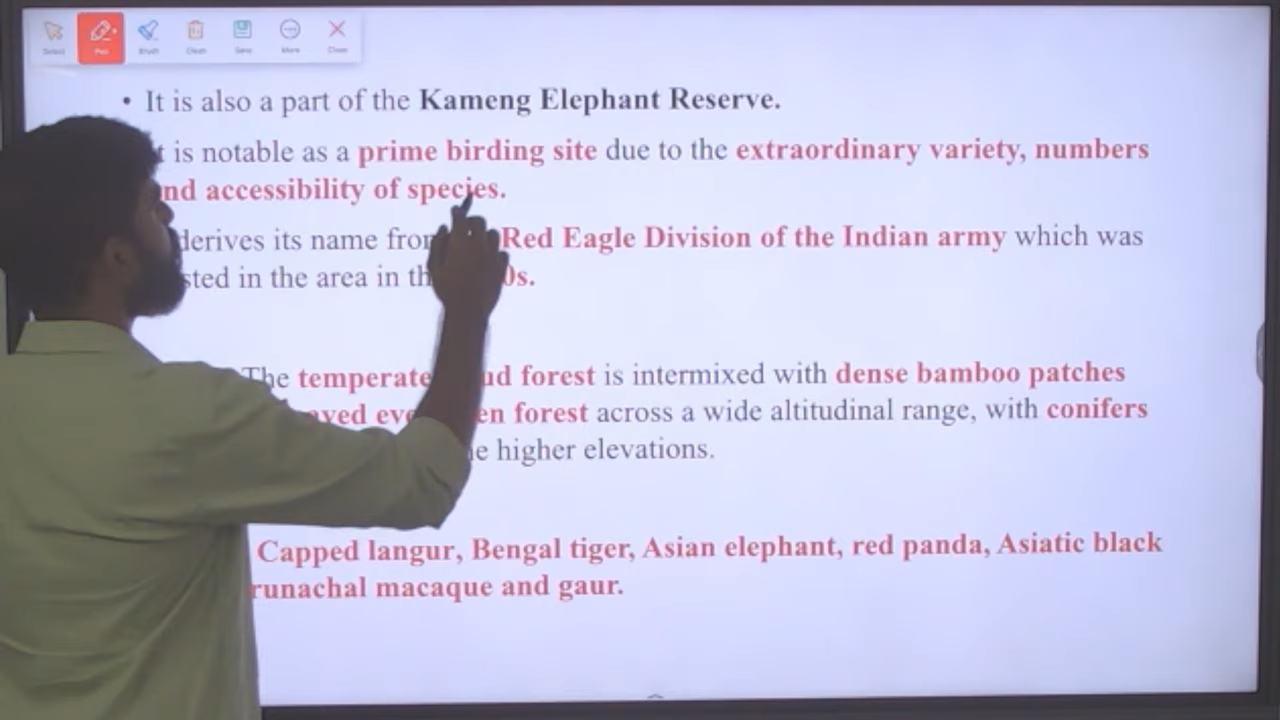 Select Pen Brush Clean Save More Close
• It is also a part of the Kameng Elephant Reserve.
is notable as a prime birding site due to the extraordinary variety, numbers
nd accessibility of species.
derives its name from Red Eagle Division of the Indian army which was
sted in the area in th 0s.
The temperate ud forest is intermixed with dense bamboo patches
ayed eve en forest across a wide altitudinal range, with conifers
e higher elevations.
Capped langur, Bengal tiger, Asian elephant, red panda, Asiatic black
runachal macaque and gaur.